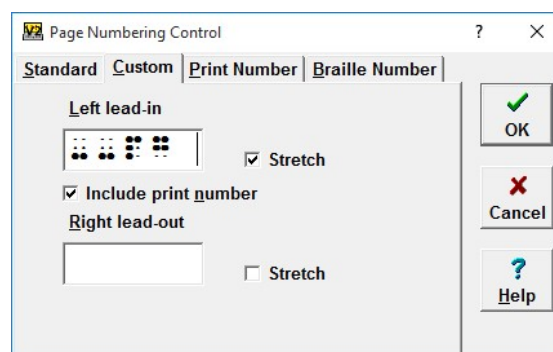 V2 Page Numbering Control ? ×
Standard Custom Print Number Braille Number
Left lead-in
⠤⠤⠏⠛
Stretch
Include print number
Right lead-out
Stretch
OK
Cancel
?
Help